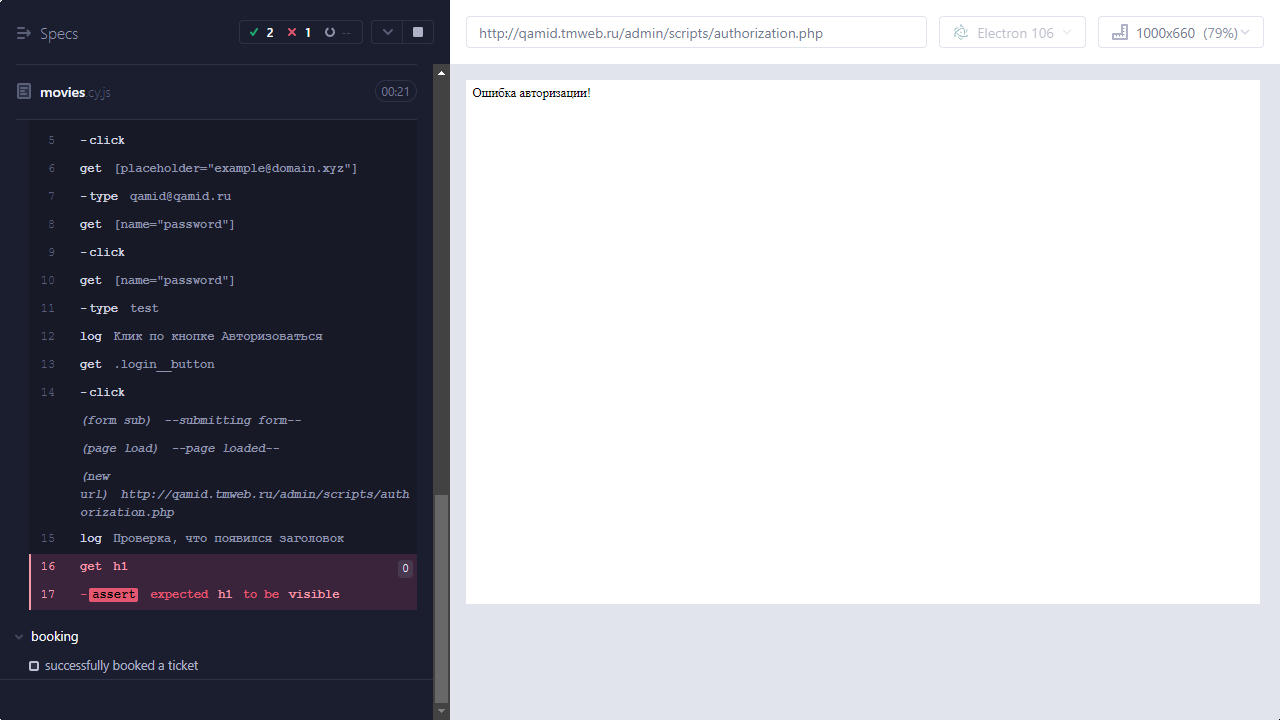 Specs
2
1
--
movies cy.js
00:21
5 -click
6 get [placeholder="example@domain.xyz"]
7 -type qamid@qamid.ru
8 get [name="password"]
9 -click
10 get [name="password"]
11 -type test
12 log Клик по кнопке Авторизоваться
13 get .login__button
14 -click
(form sub) --submitting form--
(page load) --page loaded--
(new
url) http://qamid.tmweb.ru/admin/scripts/auth
orization.php
15 log Проверка, что появился заголовок
16 get h1 0
17 -assert expected h1 to be visible
booking
successfully booked a ticket
http://qamid.tmweb.ru/admin/scripts/authorization.php
Electron 106
1000x660 (79%)
Ошибка авторизации!